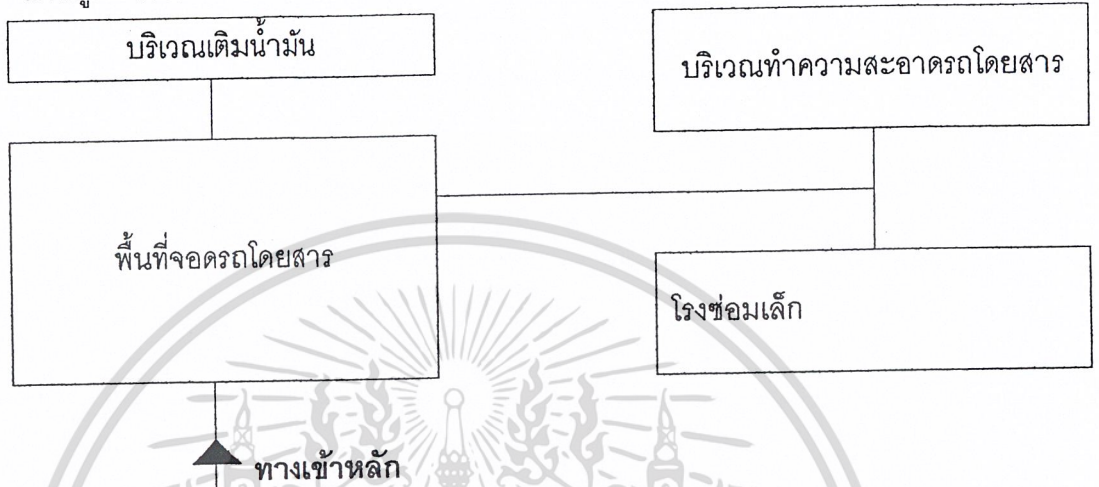 บริเวณเติมน้ำมัน
บริเวณทำความสะอาดรถโดยสาร
พื้นที่จอดรถโดยสาร
โรงซ่อมเล็ก
ทางเข้าหลัก